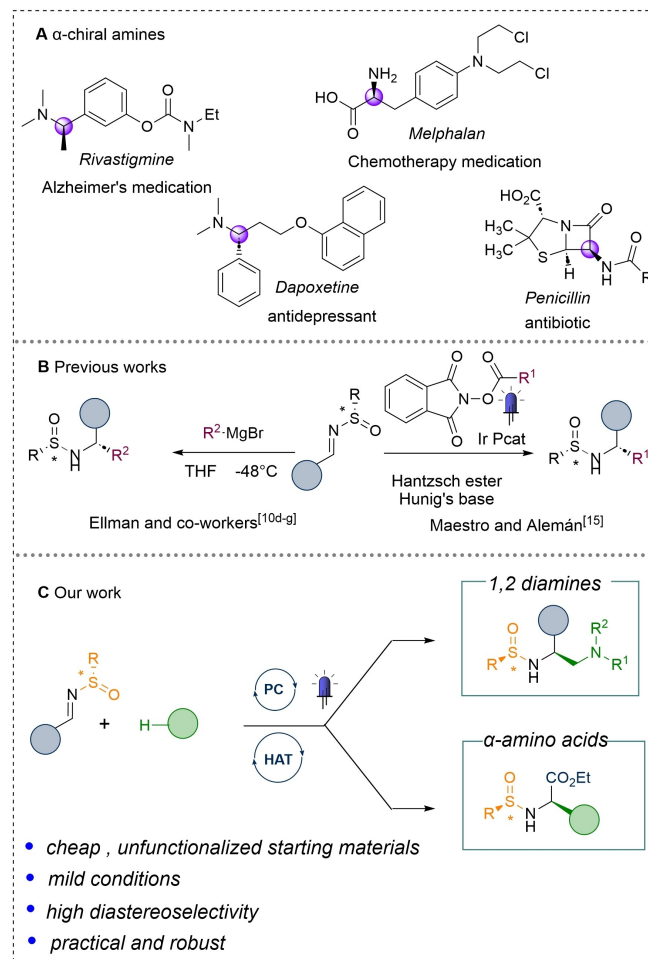 A α-chiral amines
N
O
O
N
Et
Rivastigmine
Alzheimer's medication
NH2
HO
O
N
Cl
Cl
Melphalan
Chemotherapy medication
N
O
Dapoxetine
antidepressant
HO2C
O
N
H3C
H3C
S
H
N
H
O
R
Penicillin
antibiotic
B Previous works
O
R
S
*
N
H
R2
R2-MgBr
THF -48°C
R
*
S
N
O
O
N
O
O
O
R1
Ir Pcat
Hantzsch ester
Hunig's base
O
R
S
*
N
H
R1
Ellman and co-workers[10d-g]
Maestro and Alemán[15]
C Our work
R
*
S
N
O
+
H
PC
HAT
1,2 diamines
O
R
S
*
N
H
R2
N
R1
α-amino acids
O
CO2Et
R
S
*
N
H
• cheap , unfunctionalized starting materials
• mild conditions
• high diastereoselectivity
• practical and robust